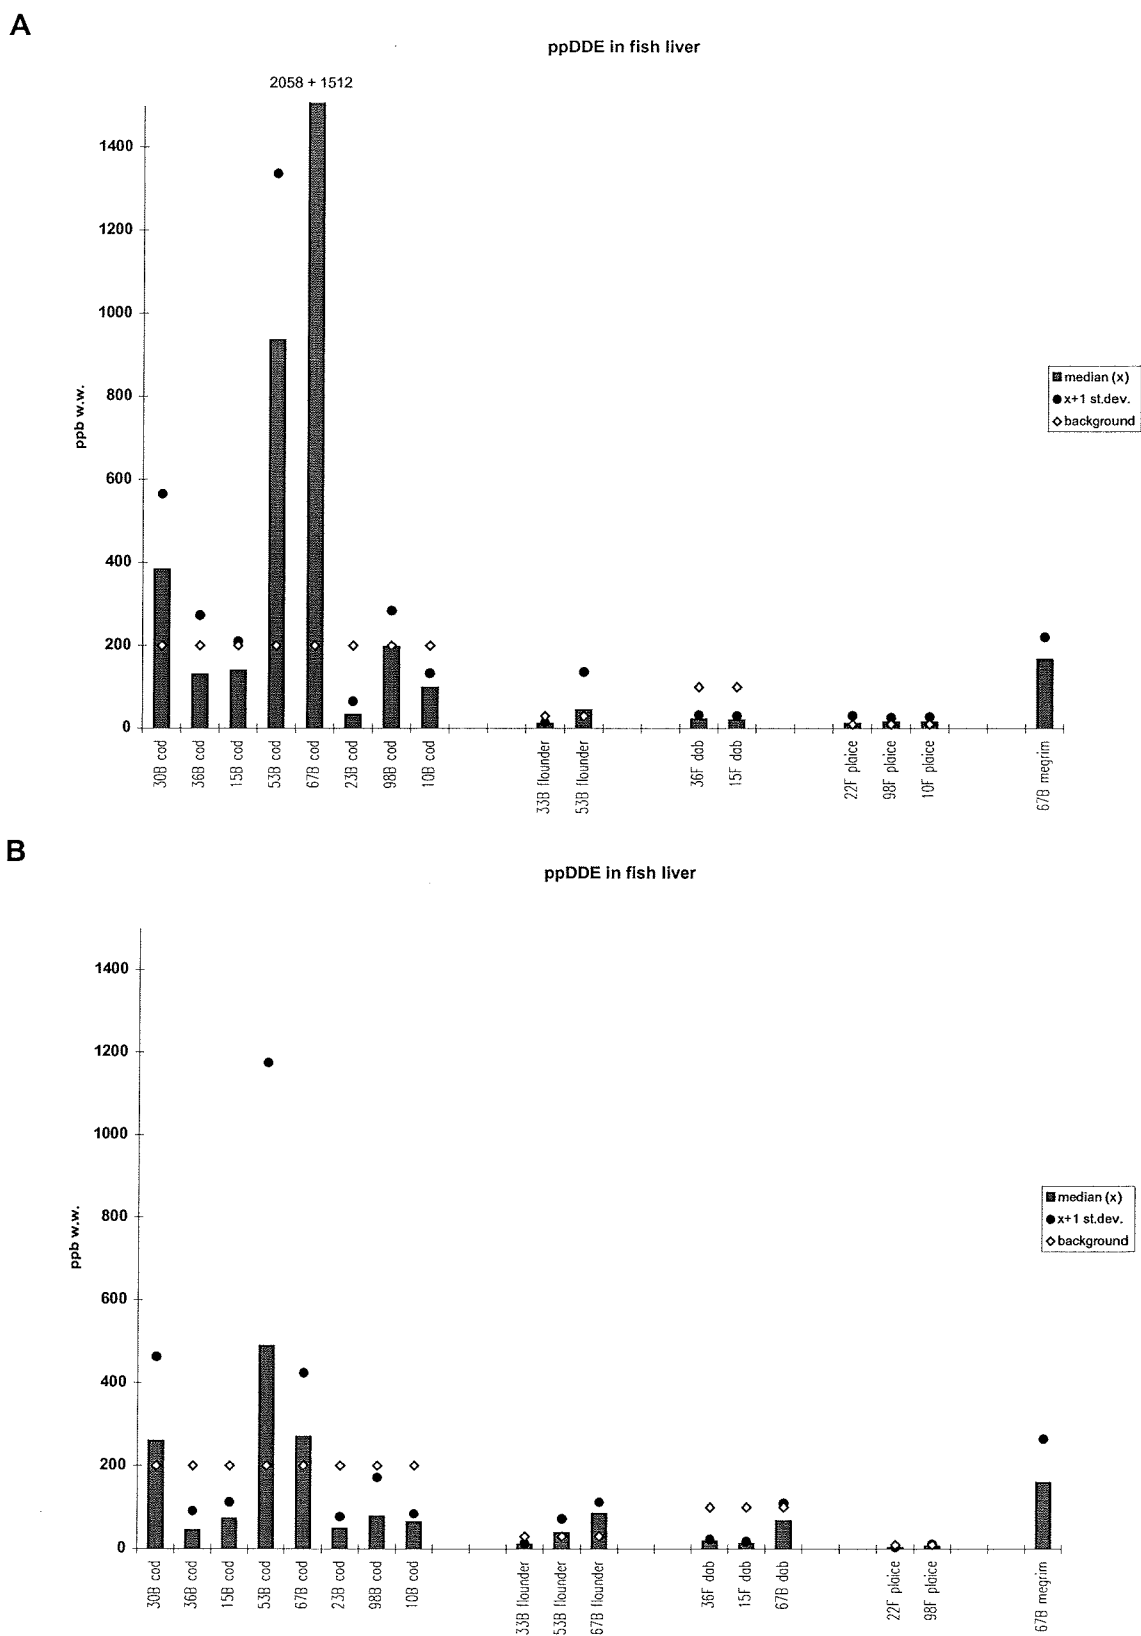 A
ppDDE in fish liver
2058 + 1512
1400
1200
1000
800
600
400
200
0
ppb w.w.
median (x)
x+1 st.dev.
background
30B cod
36B cod
15B cod
53B cod
67B cod
23B cod
98B cod
10B cod
33B flounder
53B flounder
36F dab
15F dab
22F plaice
98F plaice
10F plaice
67B megrim
B
ppDDE in fish liver
1400
1200
1000
800
600
400
200
0
ppb w.w.
median (x)
x+1 st.dev.
background
30B cod
36B cod
15B cod
53B cod
67B cod
23B cod
98B cod
10B cod
33B flounder
53B flounder
67B flounder
36F dab
15F dab
67B dab
22F plaice
98F plaice
67B megrim